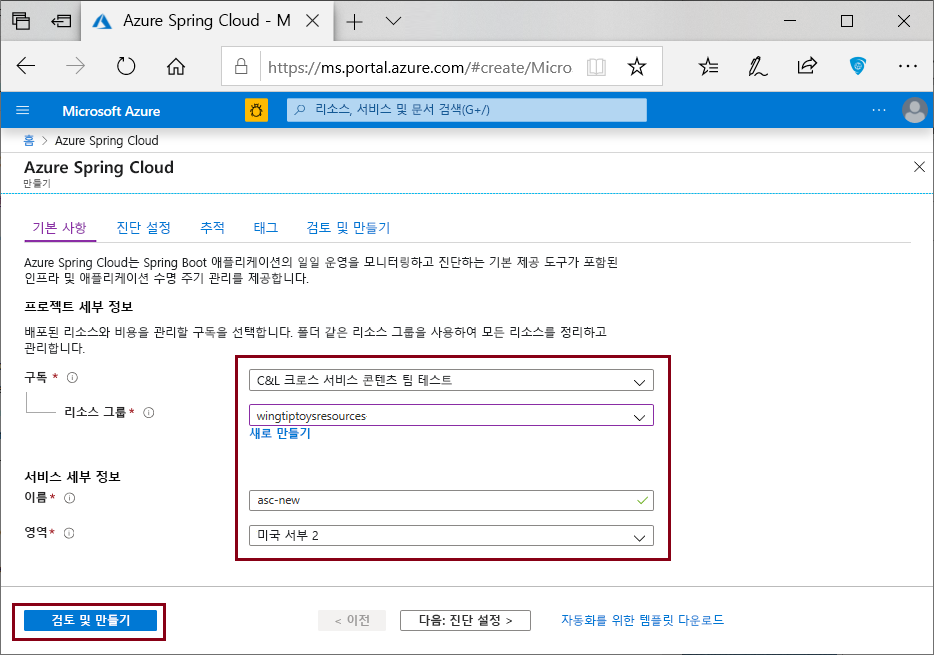 Azure Spring Cloud - M
https://ms.portal.azure.com/#create/Micro
Microsoft Azure
리소스, 서비스 및 문서 검색(G+/)
홈 > Azure Spring Cloud
Azure Spring Cloud
만들기
기본 사항 진단 설정 추적 태그 검토 및 만들기
Azure Spring Cloud는 Spring Boot 애플리케이션의 일일 운영을 모니터링하고 진단하는 기본 제공 도구가 포함된
인프라 및 애플리케이션 수명 주기 관리를 제공합니다.
프로젝트 세부 정보
배포된 리소스와 비용을 관리할 구독을 선택합니다. 폴더 같은 리소스 그룹을 사용하여 모든 리소스를 정리하고
관리합니다.
구독 * C&L 크로스 서비스 콘텐츠 팀 테스트
리소스 그룹 * wingtiptoysresources
새로 만들기
서비스 세부 정보
이름 * asc-new
영역 * 미국 서부 2
검토 및 만들기 < 이전 다음: 진단 설정 > 자동화를 위한 템플릿 다운로드